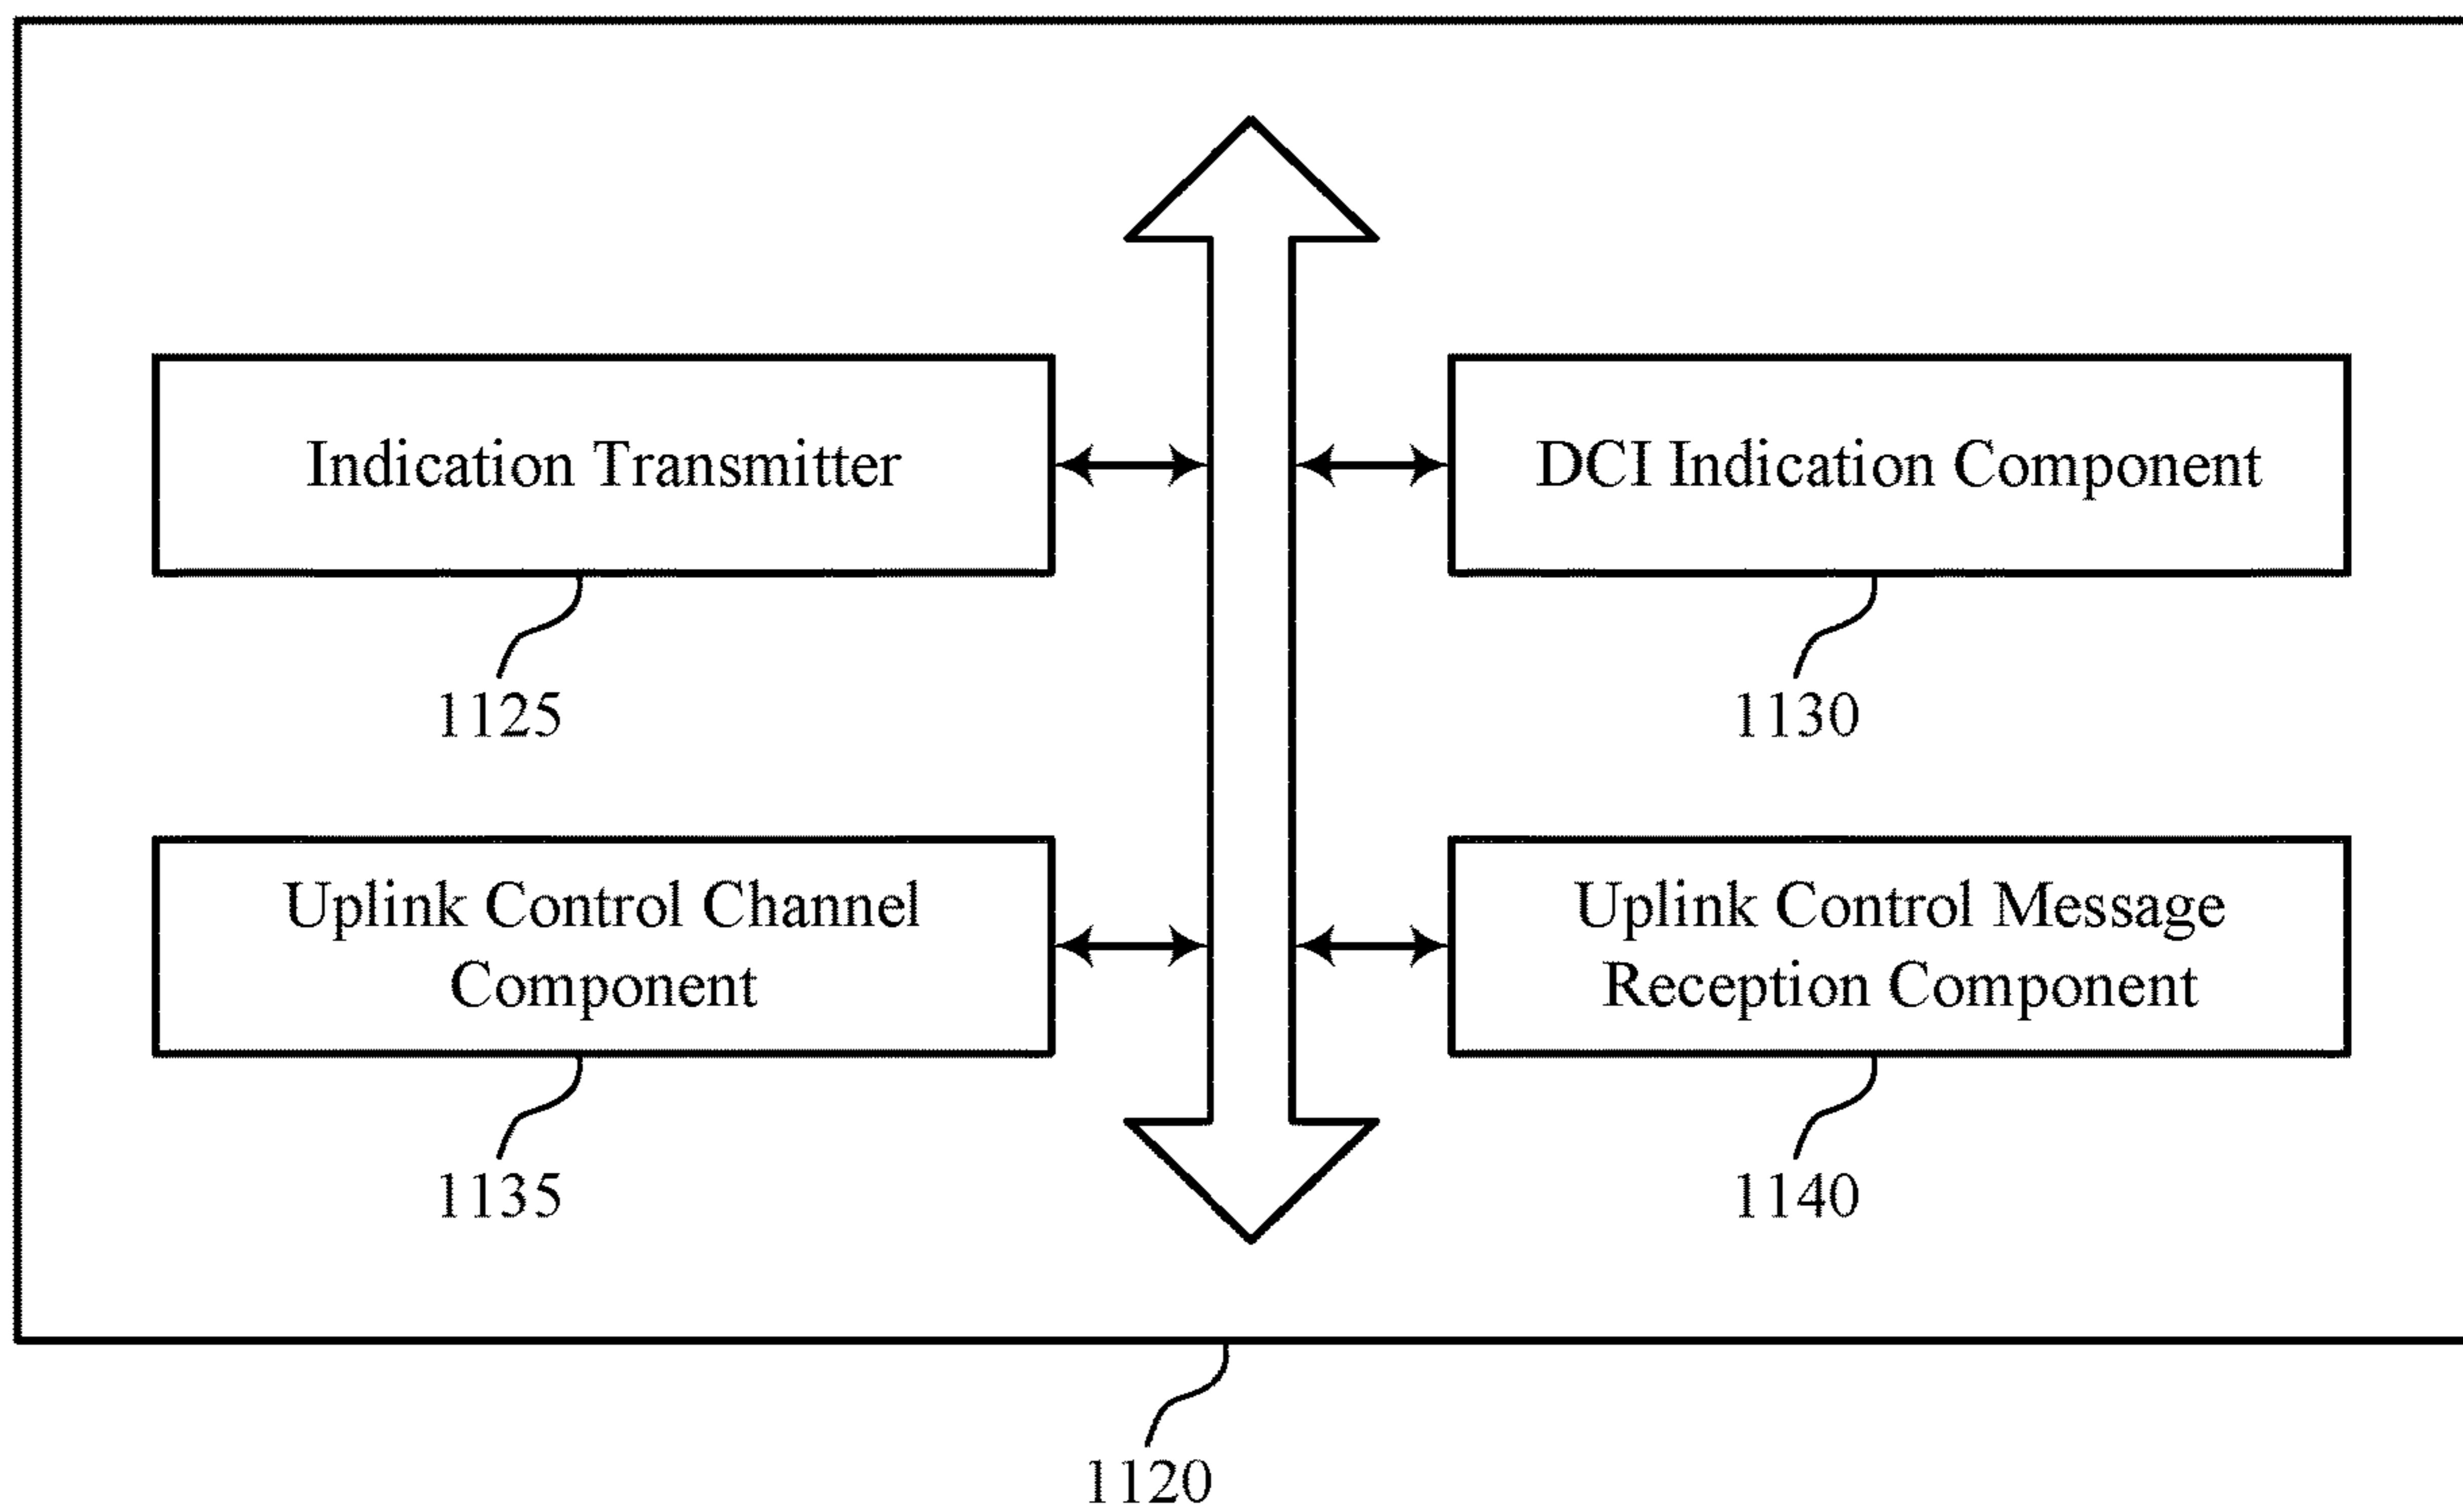 Indication Transmitter
DCI Indication Component
1125
1130
Uplink Control Channel
Component
Uplink Control Message
Reception Component
1135
1140
1120